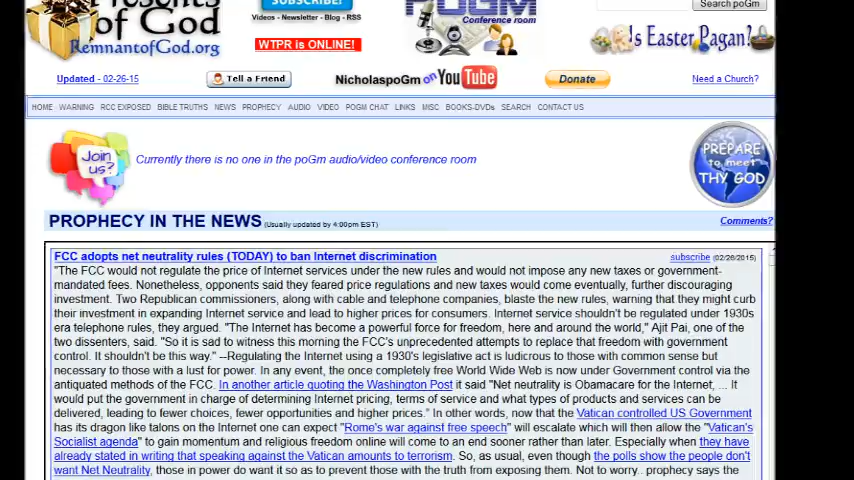 Presents
of God
RemnantofGod.org
SUBSCRIBE!
Videos - Newsletter - Blog - RSS
WTPR is ONLINE!
POGM
Conference room
Search poGm
Is Easter Pagan?
Updated - 02-26-15
Tell a Friend
NicholaspoGm on YouTube
Donate
Need a Church?
HOME WARNING RCC EXPOSED BIBLE TRUTHS NEWS PROPHECY AUDIO VIDEO POGM CHAT LINKS MISC BOOKS-DVDs SEARCH CONTACT US
Join us?
Currently there is no one in the poGm audio/video conference room
PREPARE to meet THY GOD
PROPHECY IN THE NEWS (Usually updated by 4:00pm EST)
Comments?
FCC adopts net neutrality rules (TODAY) to ban Internet discrimination
subscribe (02/26/2015)
"The FCC would not regulate the price of Internet services under the new rules and would not impose any new taxes or government-
mandated fees. Nonetheless, opponents said they feared price regulations and new taxes would come eventually, further discouraging
investment. Two Republican commissioners, along with cable and telephone companies, blaste the new rules, warning that they might curb
their investment in expanding Internet service and lead to higher prices for consumers. Internet service shouldn't be regulated under 1930s
era telephone rules, they argued. "The Internet has become a powerful force for freedom, here and around the world," Ajit Pai, one of the
two dissenters, said. "So it is sad to witness this morning the FCC's unprecedented attempts to replace that freedom with government
control. It shouldn't be this way." --Regulating the Internet using a 1930's legislative act is ludicrous to those with common sense but
necessary to those with a lust for power. In any event, the once completely free World Wide Web is now under Government control via the
antiquated methods of the FCC. In another article quoting the Washington Post it said "Net neutrality is Obamacare for the Internet, ... It
would put the government in charge of determining Internet pricing, terms of service and what types of products and services can be
delivered, leading to fewer choices, fewer opportunities and higher prices." In other words, now that the Vatican controlled US Government
has its dragon like talons on the Internet one can expect "Rome's war against free speech" will escalate which will then allow the "Vatican's
Socialist agenda" to gain momentum and religious freedom online will come to an end sooner rather than later. Especially when they have
already stated in writing that speaking against the Vatican amounts to terrorism. So, as usual, even though the polls show the people don't
want Net Neutrality, those in power do want it so as to prevent those with the truth from exposing them. Not to worry.. prophecy says the